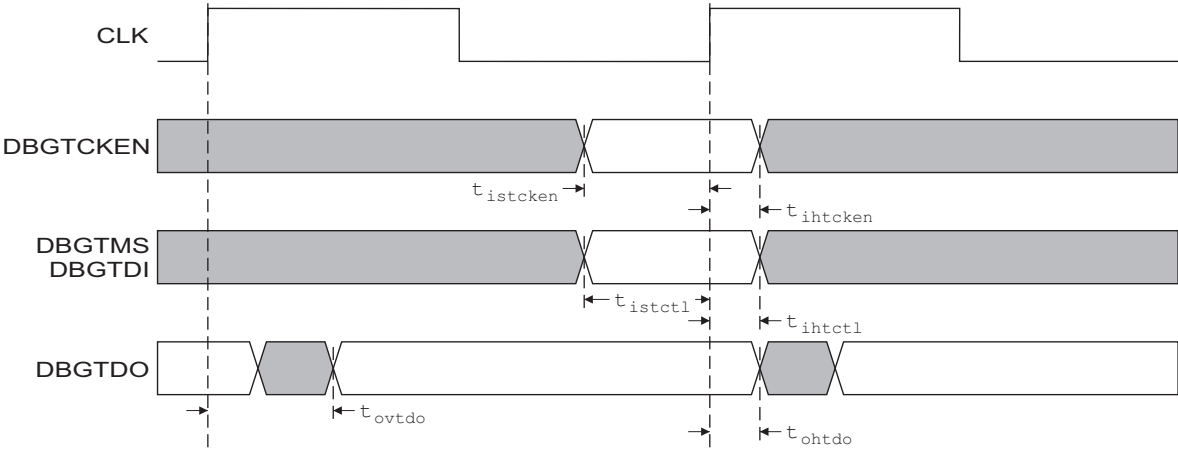 CLK
DBGTCKEN
t istcken
t ihtcken
DBGTMS
DBGTDI
t istctl
t ihtctl
DBGTDO
t ovtdo
t ohtdo